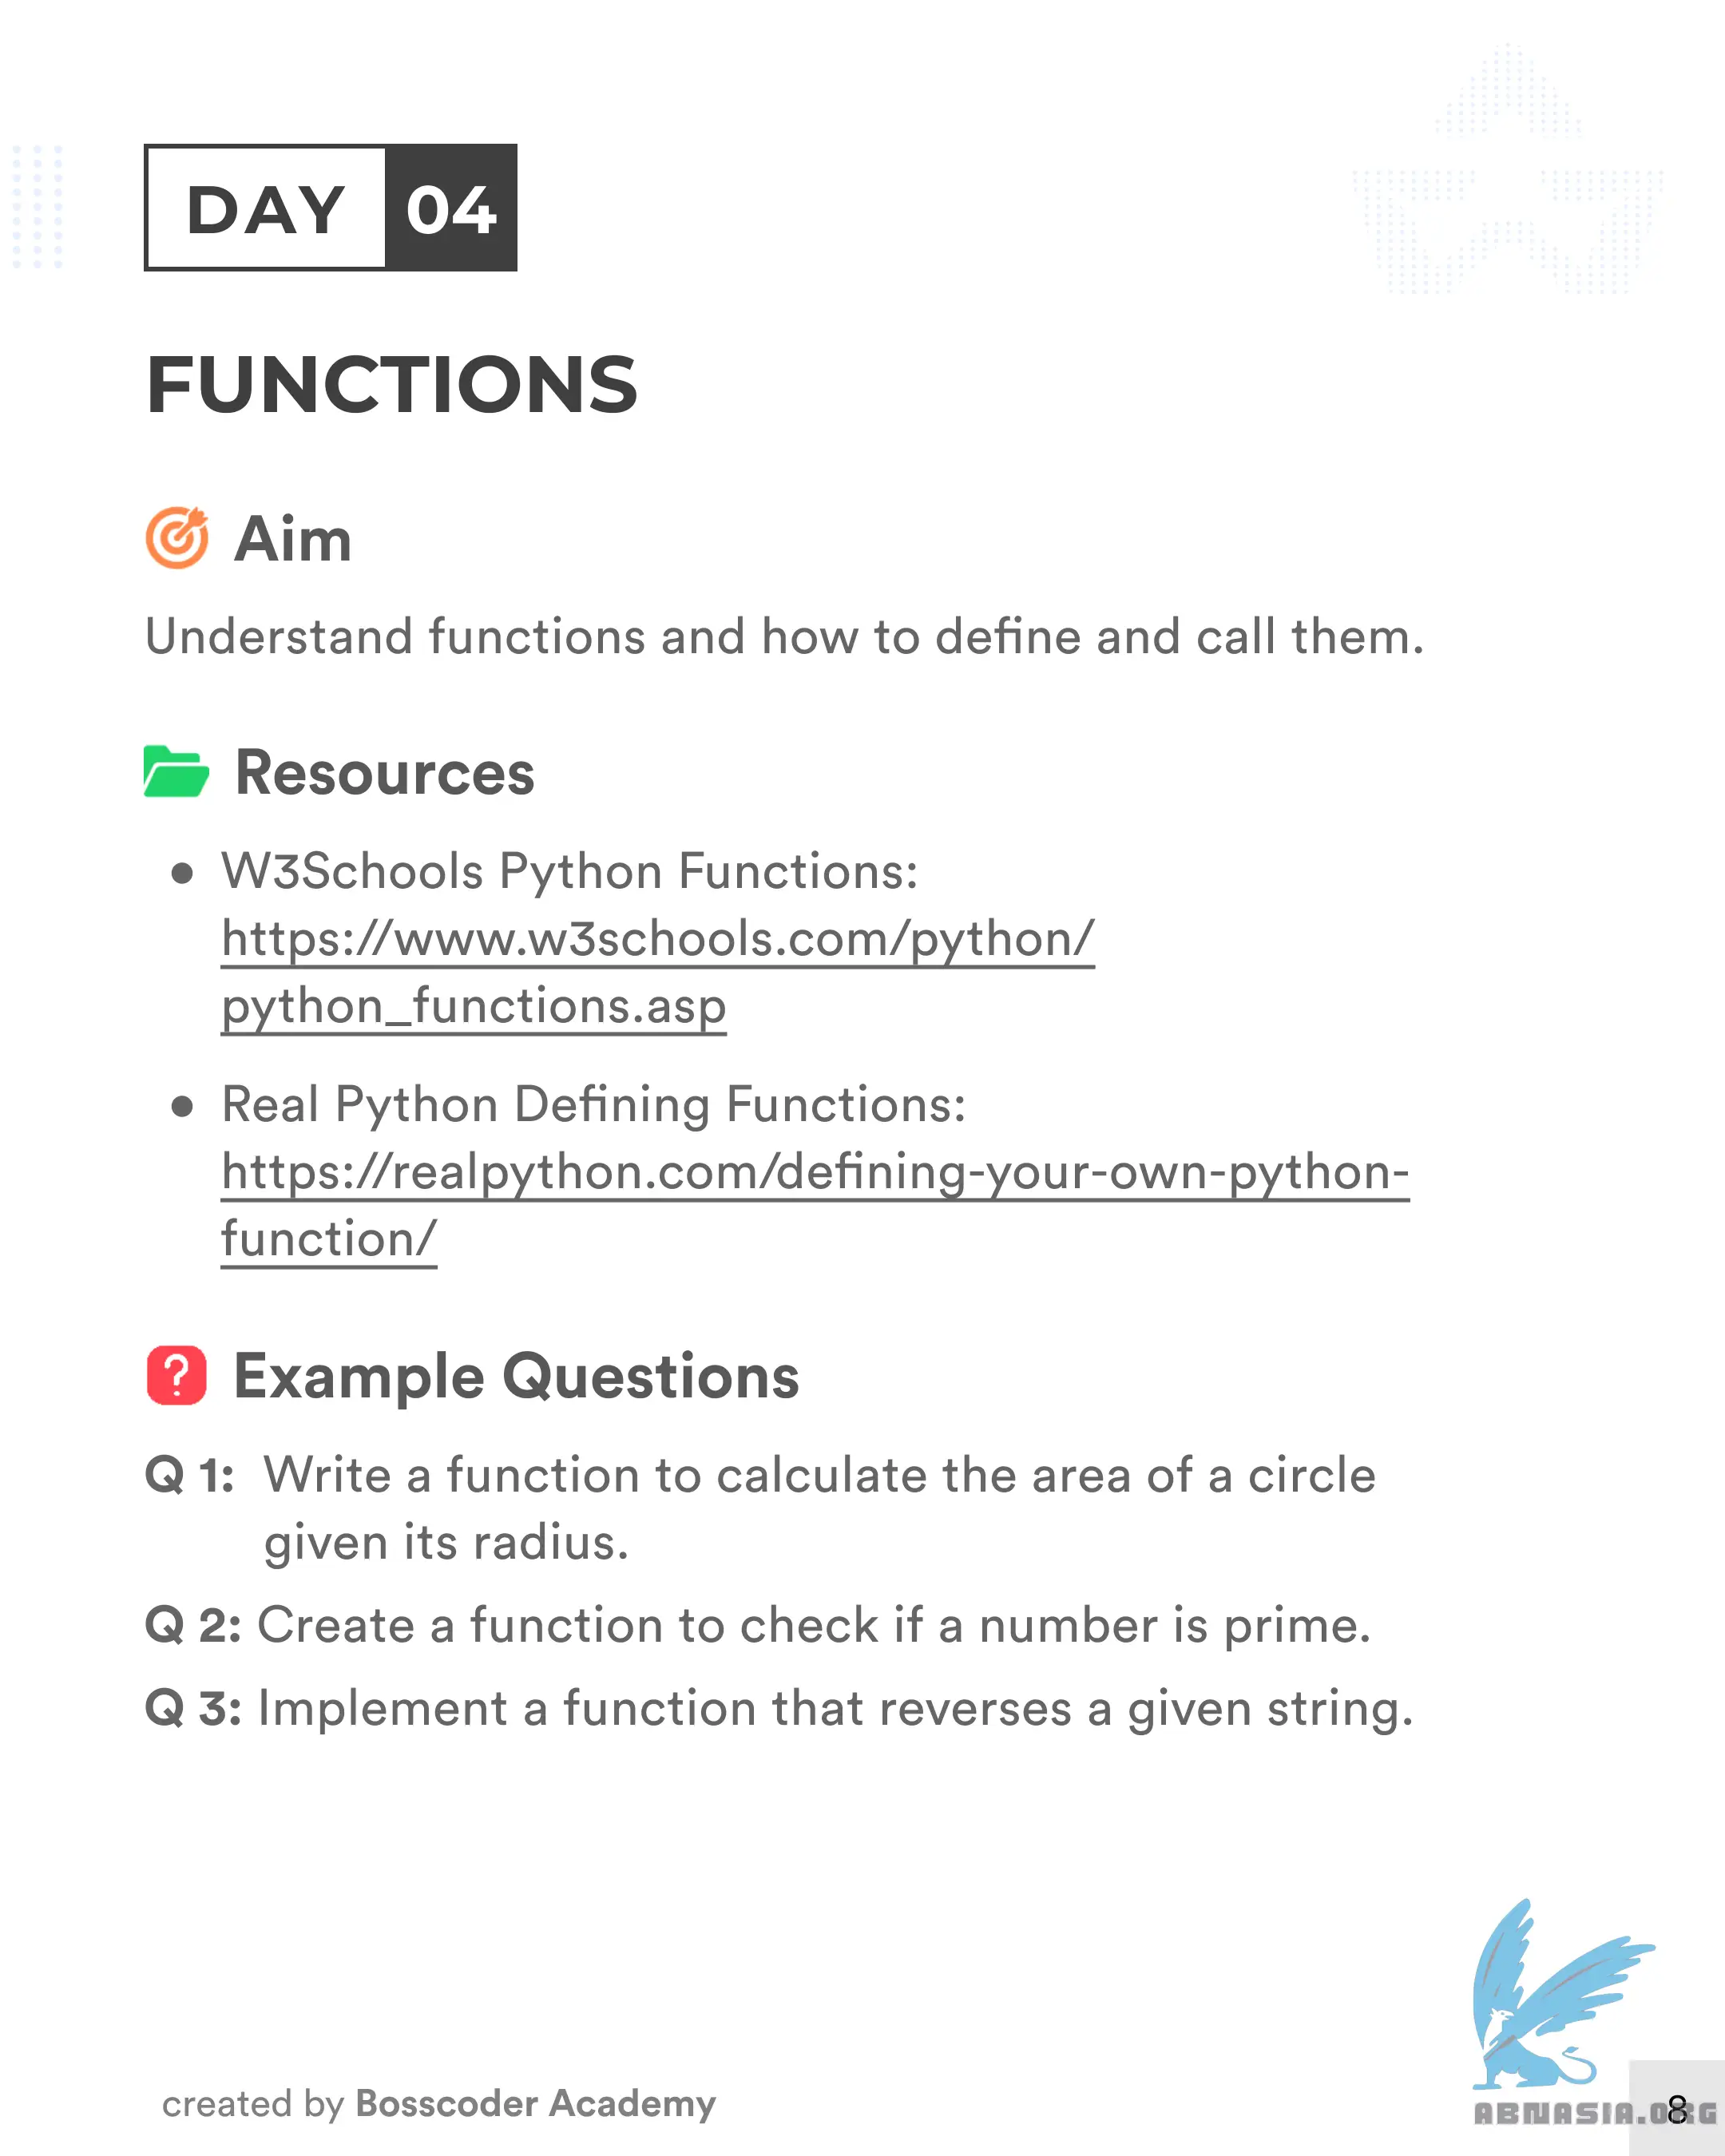 DAY 04
FUNCTIONS
Aim
Understand functions and how to define and call them.
Resources
● W3Schools Python Functions:
https://www.w3schools.com/python/
python_functions.asp
● Real Python Defining Functions:
https://realpython.com/defining-your-own-python-
function/
? Example Questions
Q 1: Write a function to calculate the area of a circle
given its radius.
Q 2: Create a function to check if a number is prime.
Q 3: Implement a function that reverses a given string.
created by Bosscoder Academy
ABNASIA.ORG
8